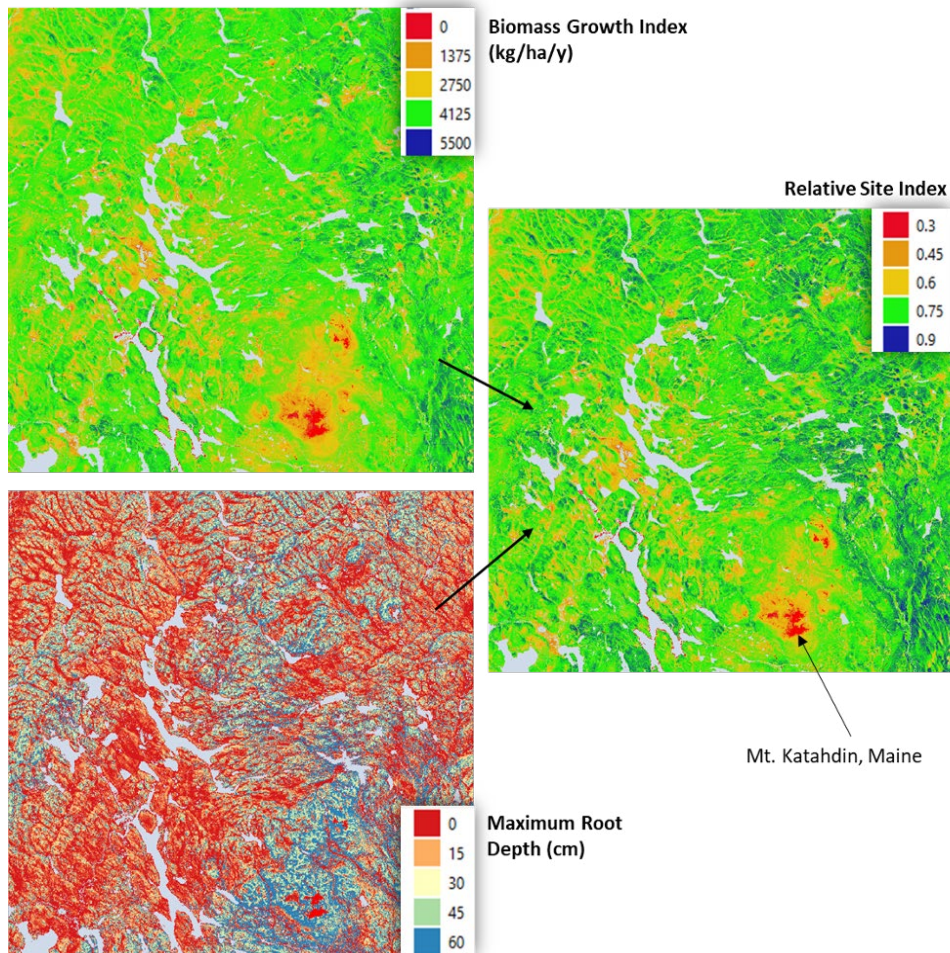 0
1375
2750
4125
5500
Biomass Growth Index
(kg/ha/y)
Relative Site Index
0.3
0.45
0.6
0.75
0.9
Mt. Katahdin, Maine
0
15
30
45
60
Maximum Root
Depth (cm)